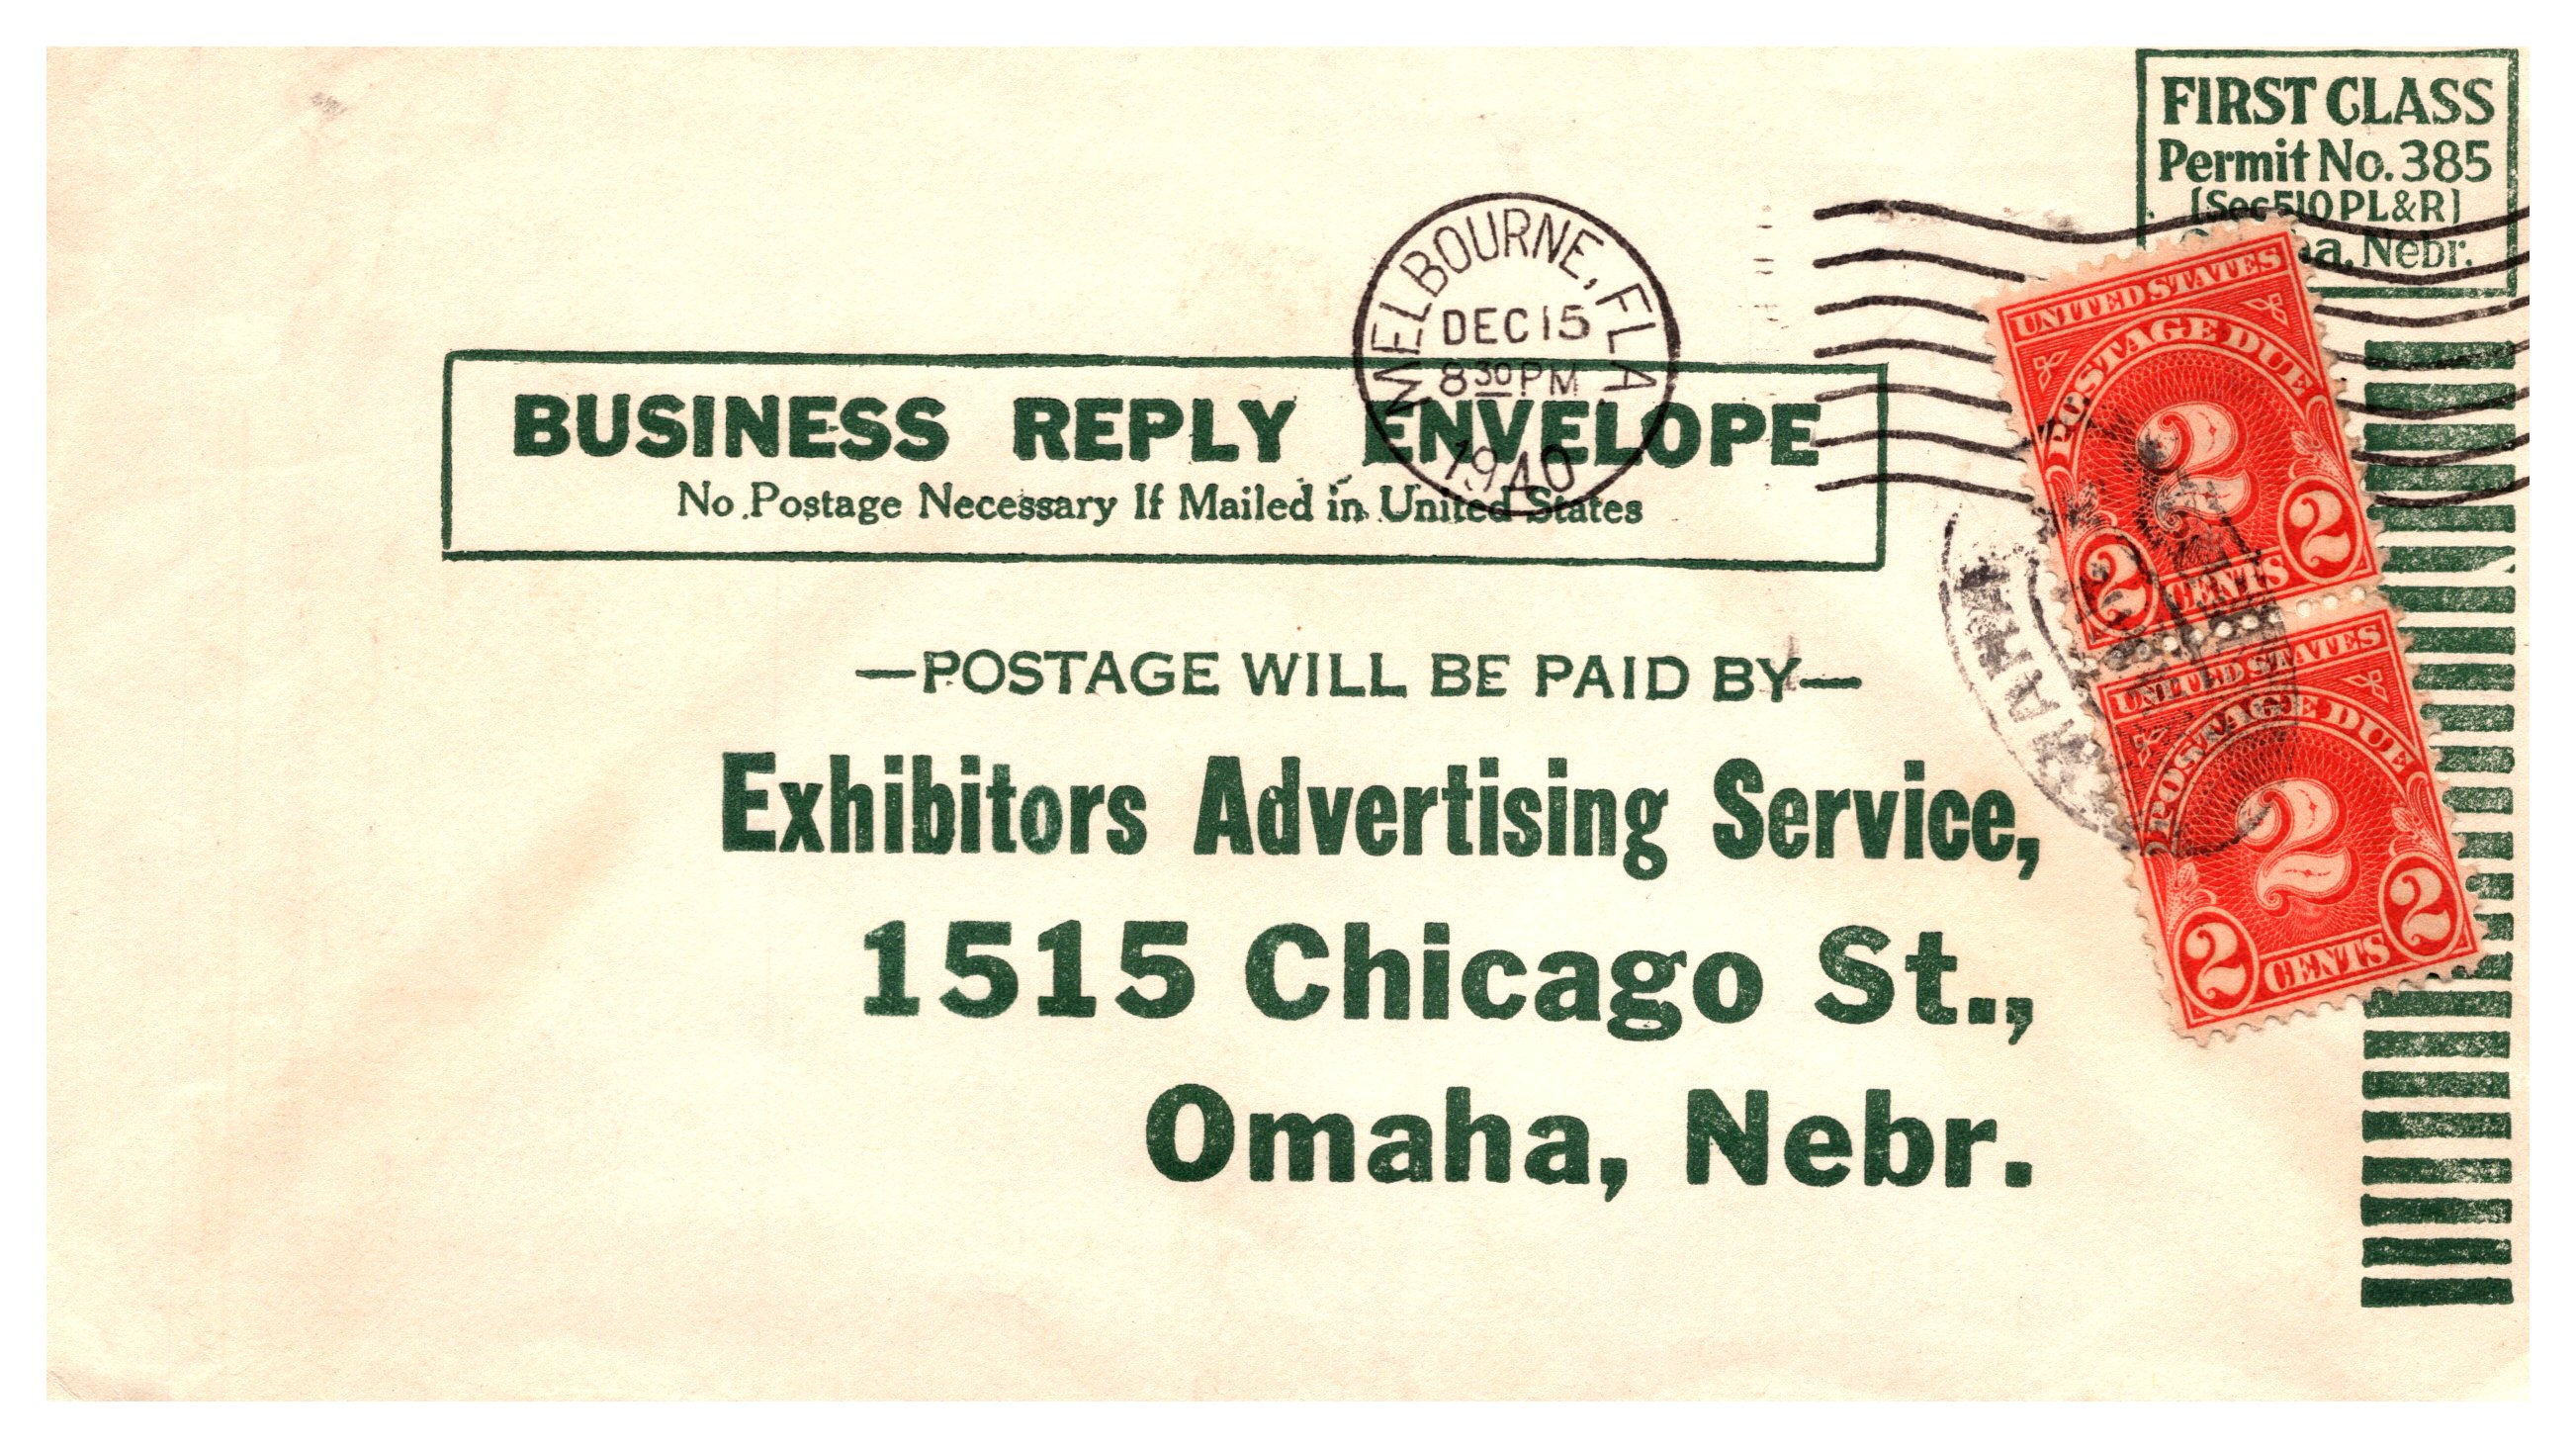 FIRST CLASS
Permit No. 385
[Sec 510 PL&R]
Nebr.
MELBOURNE, FLA.
DEC 15
8 30 PM
1940
BUSINESS REPLY ENVELOPE
No Postage Necessary If Mailed in United States
—POSTAGE WILL BE PAID BY—
Exhibitors Advertising Service,
1515 Chicago St.,
Omaha, Nebr.
UNITED STATES
POSTAGE DUE
2
2 CENTS 2
UNITED STATES
POSTAGE DUE
2
2 CENTS 2